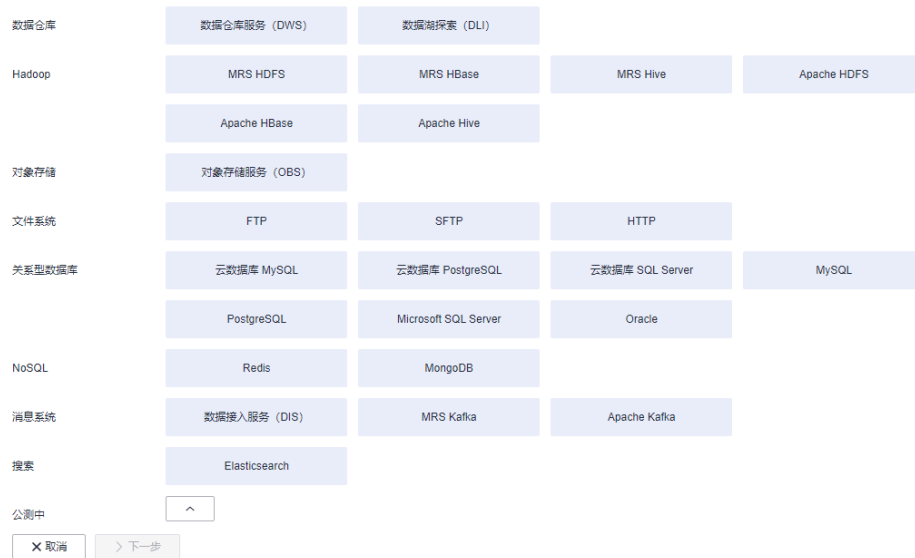 数据仓库 数据仓库服务（DWS） 数据湖探索（DLI）
Hadoop MRS HDFS MRS HBase MRS Hive Apache HDFS
Apache HBase Apache Hive
对象存储 对象存储服务（OBS）
文件系统 FTP SFTP HTTP
关系型数据库 云数据库 MySQL 云数据库 PostgreSQL 云数据库 SQL Server MySQL
PostgreSQL Microsoft SQL Server Oracle
NoSQL Redis MongoDB
消息系统 数据接入服务（DIS） MRS Kafka Apache Kafka
搜索 Elasticsearch
公测中
取消 下一步